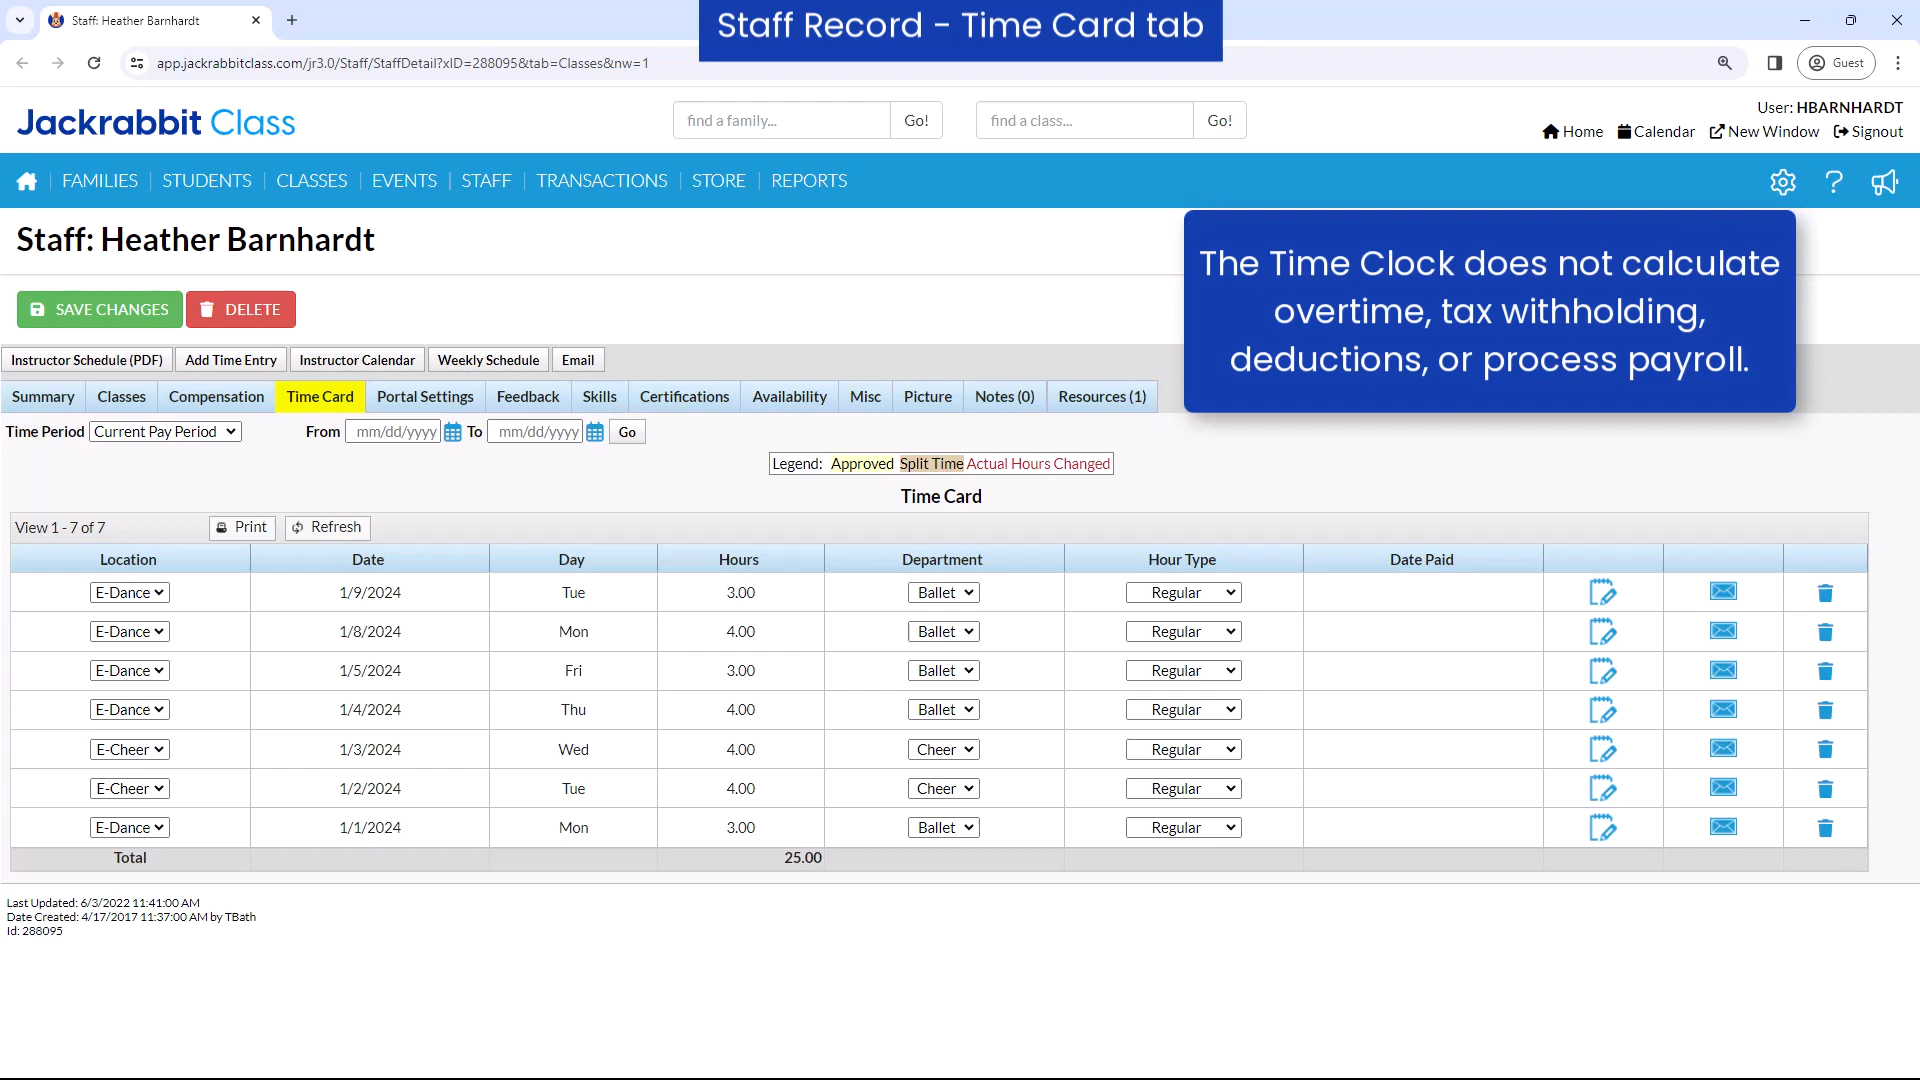 Staff: Heather Barnhardt
Staff Record - Time Card tab
app.jackrabbitclass.com/jr3.0/Staff/StaffDetail?xID=288095&tab=Classes&nw=1
Guest
Jackrabbit Class
find a family...
Go!
find a class...
Go!
User: HBARNHARDT
Home Calendar New Window Signout
FAMILIES STUDENTS CLASSES EVENTS STAFF TRANSACTIONS STORE REPORTS
Staff: Heather Barnhardt
The Time Clock does not calculate
overtime, tax withholding,
deductions, or process payroll.
SAVE CHANGES DELETE
Instructor Schedule (PDF) Add Time Entry Instructor Calendar Weekly Schedule Email
Summary Classes Compensation Time Card Portal Settings Feedback Skills Certifications Availability Misc Picture Notes (0) Resources (1)
Time Period Current Pay Period From mm/dd/yyyy To mm/dd/yyyy Go
Legend: Approved Split Time Actual Hours Changed
Time Card
View 1 - 7 of 7 Print Refresh
Location Date Day Hours Department Hour Type Date Paid
E-Dance 1/9/2024 Tue 3.00 Ballet Regular
E-Dance 1/8/2024 Mon 4.00 Ballet Regular
E-Dance 1/5/2024 Fri 3.00 Ballet Regular
E-Dance 1/4/2024 Thu 4.00 Ballet Regular
E-Cheer 1/3/2024 Wed 4.00 Cheer Regular
E-Cheer 1/2/2024 Tue 4.00 Cheer Regular
E-Dance 1/1/2024 Mon 3.00 Ballet Regular
Total 25.00
Last Updated: 6/3/2022 11:41:00 AM
Date Created: 4/17/2017 11:37:00 AM by TBath
Id: 288095